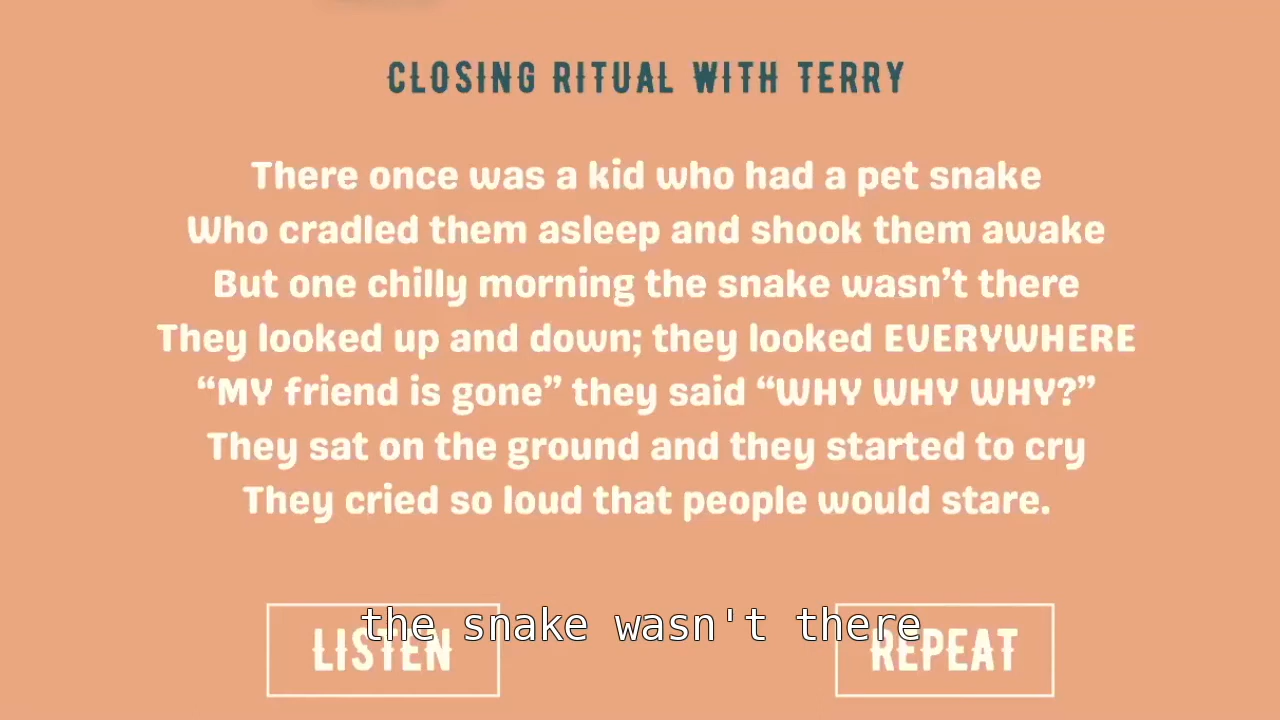 CLOSING RITUAL WITH TERRY
There once was a kid who had a pet snake
Who cradled them asleep and shook them awake
But one chilly morning the snake wasn’t there
They looked up and down; they looked EVERYWHERE
“MY friend is gone” they said “WHY WHY WHY?”
They sat on the ground and they started to cry
They cried so loud that people would stare.
the snake wasn't there
LISTEN
REPEAT